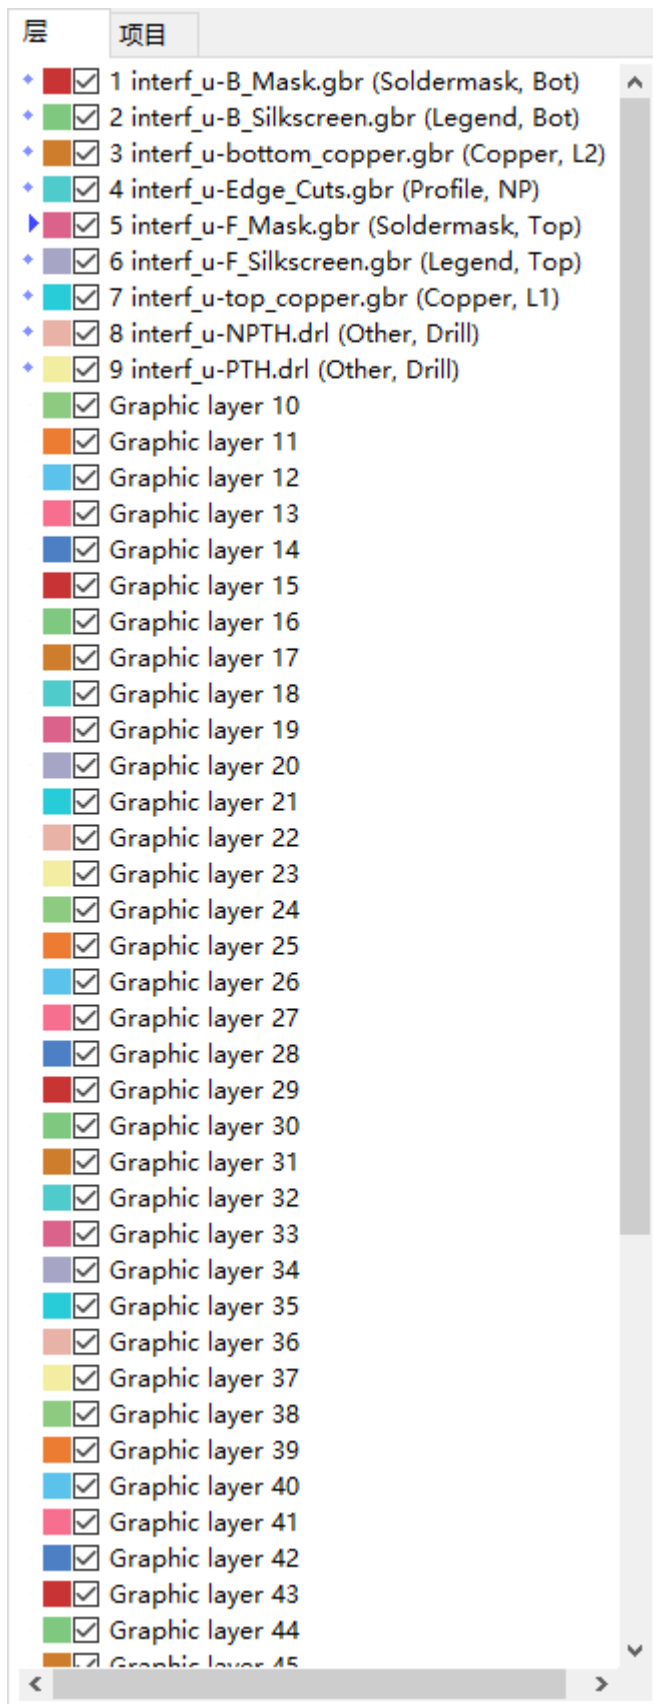 层 项目
1 interf_u-B_Mask.gbr (Soldermask, Bot)
2 interf_u-B_Silkscreen.gbr (Legend, Bot)
3 interf_u-bottom_copper.gbr (Copper, L2)
4 interf_u-Edge_Cuts.gbr (Profile, NP)
5 interf_u-F_Mask.gbr (Soldermask, Top)
6 interf_u-F_Silkscreen.gbr (Legend, Top)
7 interf_u-top_copper.gbr (Copper, L1)
8 interf_u-NPTH.drl (Other, Drill)
9 interf_u-PTH.drl (Other, Drill)
Graphic layer 10
Graphic layer 11
Graphic layer 12
Graphic layer 13
Graphic layer 14
Graphic layer 15
Graphic layer 16
Graphic layer 17
Graphic layer 18
Graphic layer 19
Graphic layer 20
Graphic layer 21
Graphic layer 22
Graphic layer 23
Graphic layer 24
Graphic layer 25
Graphic layer 26
Graphic layer 27
Graphic layer 28
Graphic layer 29
Graphic layer 30
Graphic layer 31
Graphic layer 32
Graphic layer 33
Graphic layer 34
Graphic layer 35
Graphic layer 36
Graphic layer 37
Graphic layer 38
Graphic layer 39
Graphic layer 40
Graphic layer 41
Graphic layer 42
Graphic layer 43
Graphic layer 44
Graphic layer 45